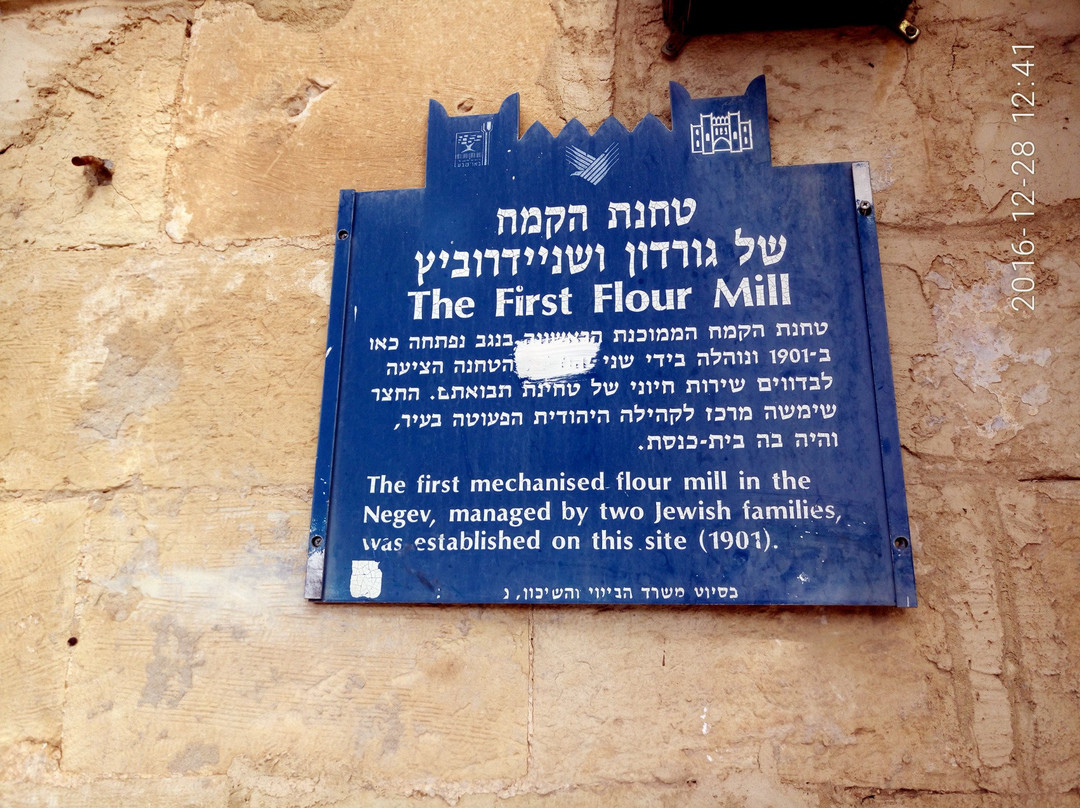 טחנת הקמח
של גורדון ושניידרוביץ
The First Flour Mill
טחנת הקמח הממוכנת הראשונה בנגב נפתחה כאן
ב-1901 ונוהלה בידי שני הטחנה הציעה
לבדווים שירות חיוני של טחינת תבואתם. החצר
שימשה מרכז לקהילה היהודית הפעוטה בעיר,
והיה בה בית-כנסת.
The first mechanised flour mill in the
Negev, managed by two Jewish families,
was established on this site (1901).
בסיוט משרד הבינוי והשיכון, נ
2016-12-28 12:41